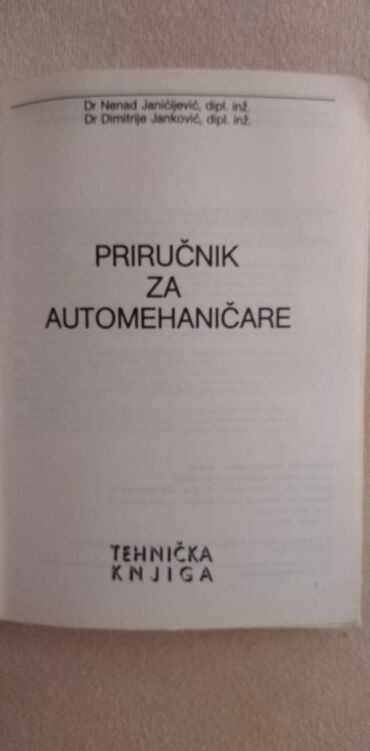 Dr Nenad Janićijević, dipl. inž.
Dr Dimitrije Janković, dipl. inž.
PRIRUČNIK
ZA
AUTOMEHANIČARE
TEHNIČKA
KNJIGA